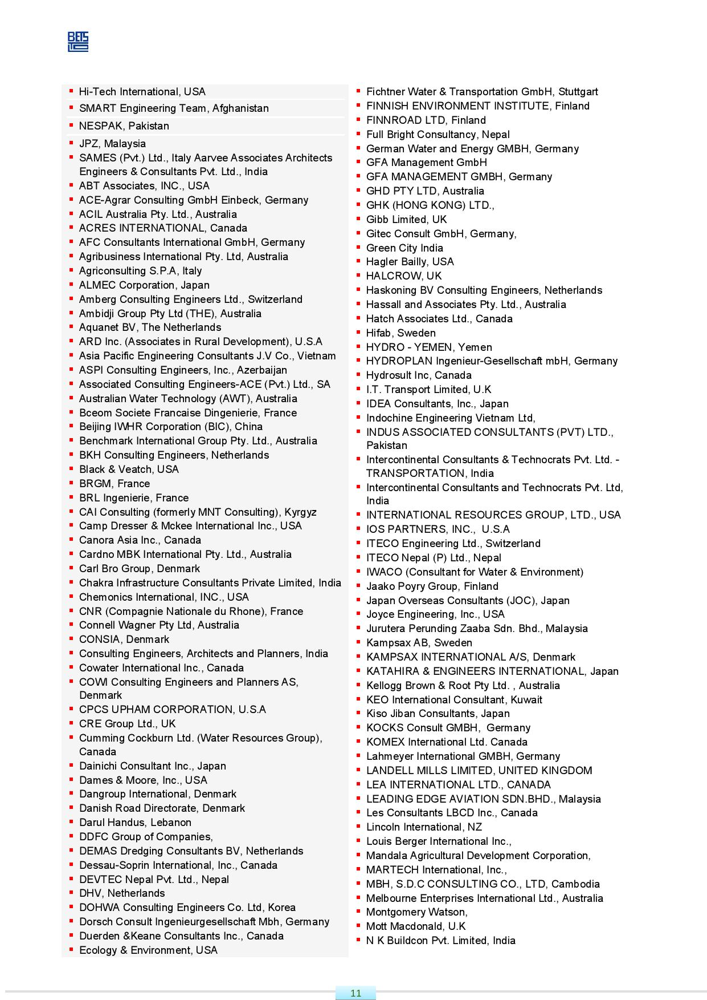 BETS
LTD
Hi-Tech International, USA
SMART Engineering Team, Afghanistan
NESPAK, Pakistan
JPZ, Malaysia
SAMES (Pvt.) Ltd., Italy Aarvee Associates Architects
Engineers & Consultants Pvt. Ltd., India
ABT Associates, INC., USA
ACE-Agrar Consulting GmbH Einbeck, Germany
ACIL Australia Pty. Ltd., Australia
ACRES INTERNATIONAL, Canada
AFC Consultants International GmbH, Germany
Agribusiness International Pty. Ltd, Australia
Agriconsulting S.P.A, Italy
ALMEC Corporation, Japan
Amberg Consulting Engineers Ltd., Switzerland
Ambidji Group Pty Ltd (THE), Australia
Aquanet BV, The Netherlands
ARD Inc. (Associates in Rural Development), U.S.A
Asia Pacific Engineering Consultants J.V Co., Vietnam
ASPI Consulting Engineers, Inc., Azerbaijan
Associated Consulting Engineers-ACE (Pvt.) Ltd., SA
Australian Water Technology (AWT), Australia
Bceom Societe Francaise Dingenierie, France
Beijing IWHR Corporation (BIC), China
Benchmark International Group Pty. Ltd., Australia
BKH Consulting Engineers, Netherlands
Black & Veatch, USA
BRGM, France
BRL Ingenierie, France
CAI Consulting (formerly MNT Consulting), Kyrgyz
Camp Dresser & Mckee International Inc., USA
Canora Asia Inc., Canada
Cardno MBK International Pty. Ltd., Australia
Carl Bro Group, Denmark
Chakra Infrastructure Consultants Private Limited, India
Chemonics International, INC., USA
CNR (Compagnie Nationale du Rhone), France
Connell Wagner Pty Ltd, Australia
CONSIA, Denmark
Consulting Engineers, Architects and Planners, India
Cowater International Inc., Canada
COWI Consulting Engineers and Planners AS,
Denmark
CPCS UPHAM CORPORATION, U.S.A
CRE Group Ltd., UK
Cumming Cockburn Ltd. (Water Resources Group),
Canada
Dainichi Consultant Inc., Japan
Dames & Moore, Inc., USA
Dangroup International, Denmark
Danish Road Directorate, Denmark
Darul Handus, Lebanon
DDFC Group of Companies,
DEMAS Dredging Consultants BV, Netherlands
Dessau-Soprin International, Inc., Canada
DEVTEC Nepal Pvt. Ltd., Nepal
DHV, Netherlands
DOHWA Consulting Engineers Co. Ltd, Korea
Dorsch Consult Ingenieurgesellschaft Mbh, Germany
Duerden &Keane Consultants Inc., Canada
Ecology & Environment, USA
Fichtner Water & Transportation GmbH, Stuttgart
FINNISH ENVIRONMENT INSTITUTE, Finland
FINNROAD LTD, Finland
Full Bright Consultancy, Nepal
German Water and Energy GMBH, Germany
GFA Management GmbH
GFA MANAGEMENT GMBH, Germany
GHD PTY LTD, Australia
GHK (HONG KONG) LTD.,
Gibb Limited, UK
Gitec Consult GmbH, Germany,
Green City India
Hagler Bailly, USA
HALCROW, UK
Haskoning BV Consulting Engineers, Netherlands
Hassall and Associates Pty. Ltd., Australia
Hatch Associates Ltd., Canada
Hifab, Sweden
HYDRO - YEMEN, Yemen
HYDROPLAN Ingenieur-Gesellschaft mbH, Germany
Hydrosult Inc, Canada
I.T. Transport Limited, U.K
IDEA Consultants, Inc., Japan
Indochine Engineering Vietnam Ltd,
INDUS ASSOCIATED CONSULTANTS (PVT) LTD.,
Pakistan
Intercontinental Consultants & Technocrats Pvt. Ltd. -
TRANSPORTATION, India
Intercontinental Consultants and Technocrats Pvt. Ltd,
India
INTERNATIONAL RESOURCES GROUP, LTD., USA
IOS PARTNERS, INC., U.S.A
ITECO Engineering Ltd., Switzerland
ITECO Nepal (P) Ltd., Nepal
IWACO (Consultant for Water & Environment)
Jaako Poyry Group, Finland
Japan Overseas Consultants (JOC), Japan
Joyce Engineering, Inc., USA
Jurutera Perunding Zaaba Sdn. Bhd., Malaysia
Kampsax AB, Sweden
KAMPSAX INTERNATIONAL A/S, Denmark
KATAHIRA & ENGINEERS INTERNATIONAL, Japan
Kellogg Brown & Root Pty Ltd. , Australia
KEO International Consultant, Kuwait
Kiso Jiban Consultants, Japan
KOCKS Consult GMBH, Germany
KOMEX International Ltd. Canada
Lahmeyer International GMBH, Germany
LANDELL MILLS LIMITED, UNITED KINGDOM
LEA INTERNATIONAL LTD., CANADA
LEADING EDGE AVIATION SDN.BHD., Malaysia
Les Consultants LBCD Inc., Canada
Lincoln International, NZ
Louis Berger International Inc.,
Mandala Agricultural Development Corporation,
MARTECH International, Inc.,
MBH, S.D.C CONSULTING CO., LTD, Cambodia
Melbourne Enterprises International Ltd., Australia
Montgomery Watson,
Mott Macdonald, U.K
N K Buildcon Pvt. Limited, India
11